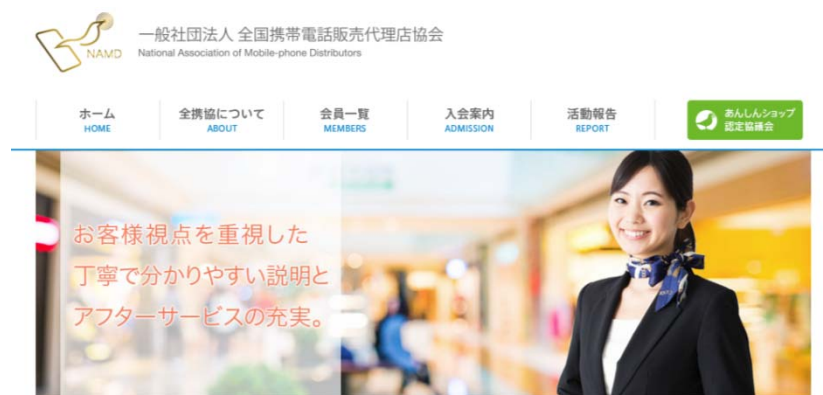 NAMD
一般社団法人 全国携帯電話販売代理店協会
National Association of Mobile-phone Distributors
ホーム
HOME
全携協について
ABOUT
会員一覧
MEMBERS
入会案内
ADMISSION
活動報告
REPORT
あんしんショップ
認定協議会
お客様視点を重視した
丁寧で分かりやすい説明と
アフターサービスの充実。